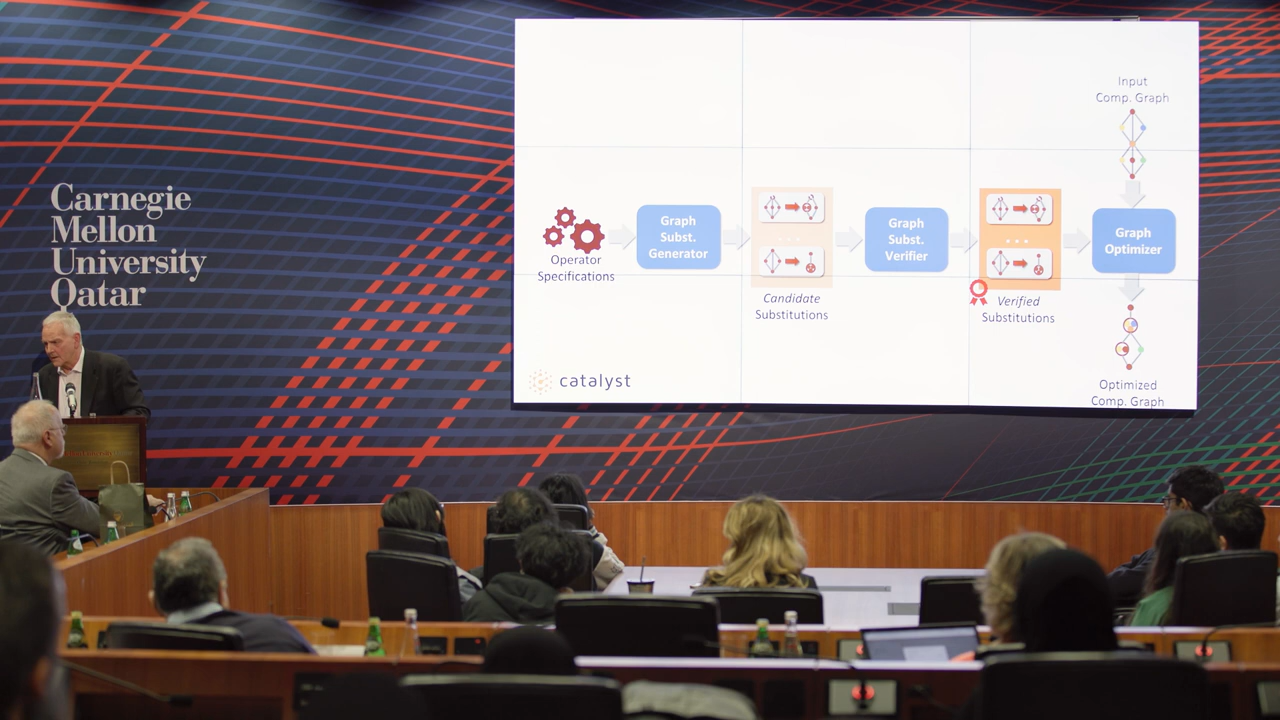 Carnegie
Mellon
University
Qatar
Input
Comp. Graph
Operator
Specifications
Graph
Subst.
Generator
Candidate
Substitutions
Graph
Subst.
Verifier
Verified
Substitutions
Graph
Optimizer
Optimized
Comp. Graph
catalyst